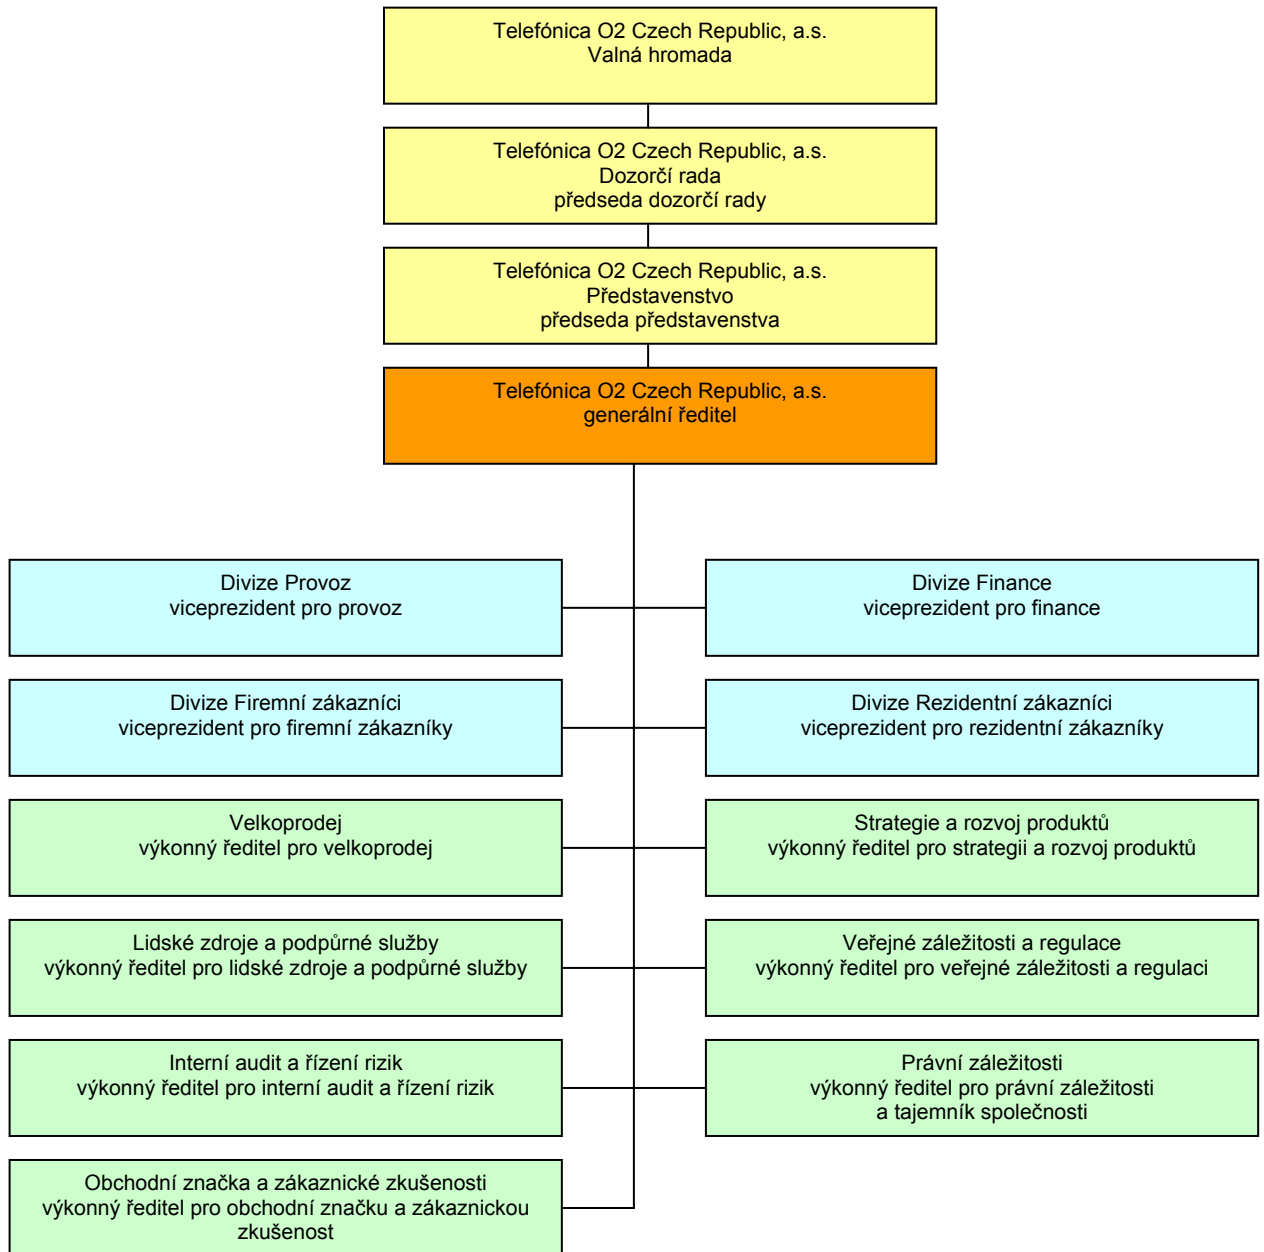 Telefónica O2 Czech Republic, a.s.
Valná hromada
Telefónica O2 Czech Republic, a.s.
Dozorčí rada
předseda dozorčí rady
Telefónica O2 Czech Republic, a.s.
Představenstvo
předseda představenstva
Telefónica O2 Czech Republic, a.s.
generální ředitel
Divize Provoz
viceprezident pro provoz
Divize Finance
viceprezident pro finance
Divize Firemní zákazníci
viceprezident pro firemní zákazníky
Divize Rezidentní zákazníci
viceprezident pro rezidentní zákazníky
Velkoprodej
výkonný ředitel pro velkoprodej
Strategie a rozvoj produktů
výkonný ředitel pro strategii a rozvoj produktů
Lidské zdroje a podpůrné služby
výkonný ředitel pro lidské zdroje a podpůrné služby
Veřejné záležitosti a regulace
výkonný ředitel pro veřejné záležitosti a regulaci
Interní audit a řízení rizik
výkonný ředitel pro interní audit a řízení rizik
Právní záležitosti
výkonný ředitel pro právní záležitosti
a tajemník společnosti
Obchodní značka a zákaznické zkušenosti
výkonný ředitel pro obchodní značku a zákaznickou
zkušenost